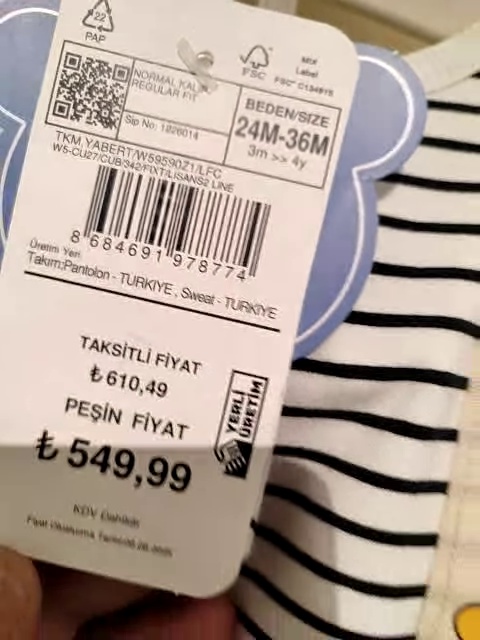 22
PAP
FSC
MIX
Label
NORMAL KALIP
REGULAR FIT
Sip No: 1826014
BEDEN/SIZE
24M-36M
3m >> 4y
TKM,YABERT/W59590Z1/LFC
W5-CU27/CUB/342/FIXT/LISANS2 LINE
8 684691 978774
Üretim Yeri
Takım:Pantolon - TURKIYE , Sweat - TURKIYE
TAKSİTLİ FİYAT
₺ 610,49
PEŞİN FİYAT
₺ 549,99
YERLİ
ÜRETİM
KDV Dahildir